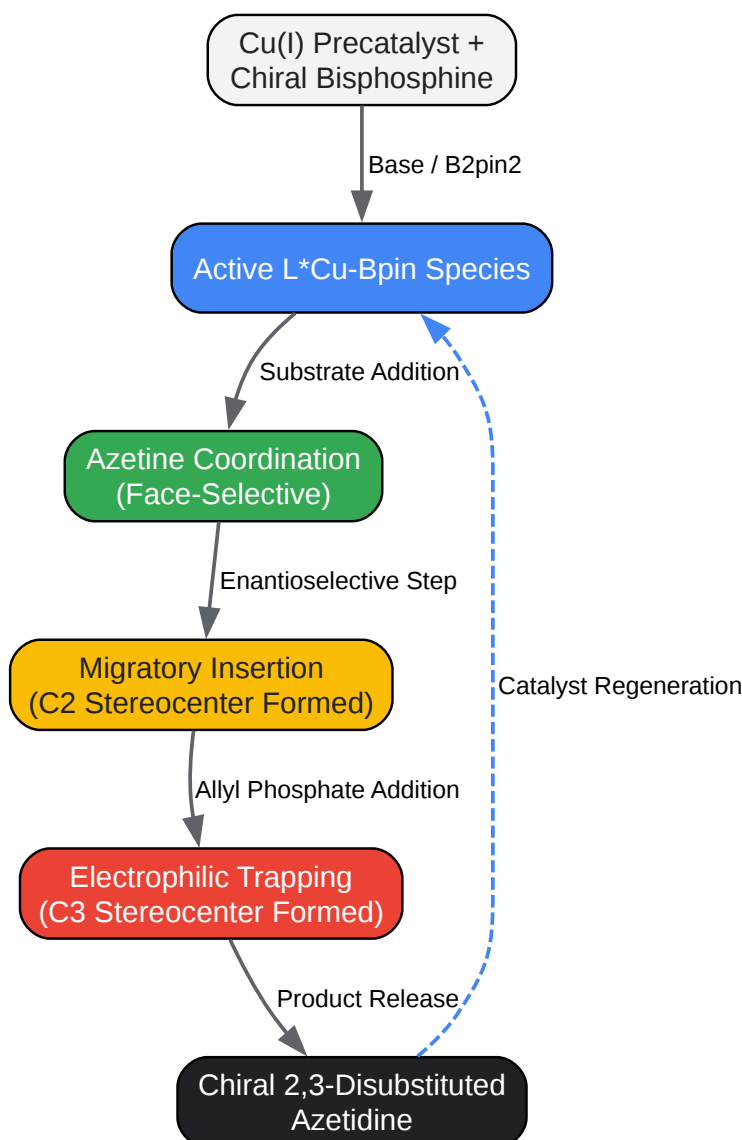 Cu(I) Precatalyst +
Chiral Bisphosphine
Base / B2pin2
Active L*Cu-Bpin Species
Substrate Addition
Azetine Coordination
(Face-Selective)
Enantioselective Step
Migratory Insertion
(C2 Stereocenter Formed)
Catalyst Regeneration
Allyl Phosphate Addition
Electrophilic Trapping
(C3 Stereocenter Formed)
Product Release
Chiral 2,3-Disubstituted
Azetidine